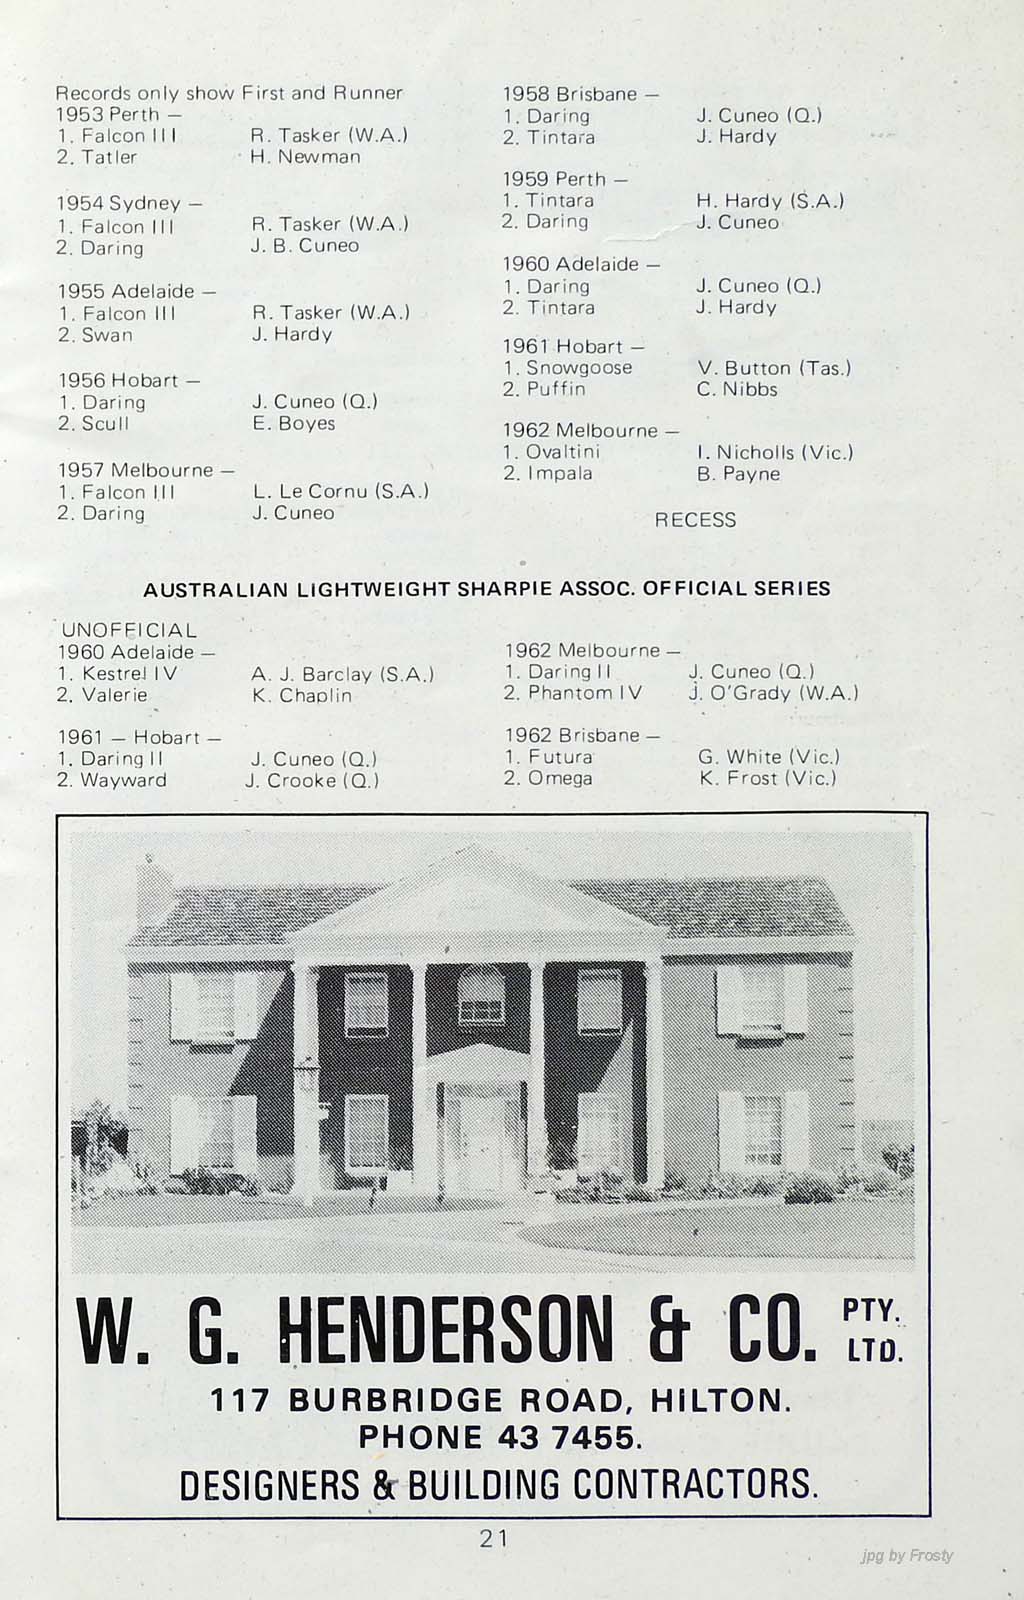 Records only show First and Runner
1953 Perth —
1. Falcon III R. Tasker (W.A.)
2. Tatler H. Newman
1954 Sydney —
1. Falcon III R. Tasker (W.A.)
2. Daring J. B. Cuneo
1955 Adelaide —
1. Falcon III R. Tasker (W.A.)
2. Swan J. Hardy
1956 Hobart —
1. Daring J. Cuneo (Q.)
2. Scull E. Boyes
1957 Melbourne —
1. Falcon III L. Le Cornu (S.A.)
2. Daring J. Cuneo
1958 Brisbane —
1. Daring J. Cuneo (Q.)
2. Tintara J. Hardy
1959 Perth —
1. Tintara H. Hardy (S.A.)
2. Daring J. Cuneo
1960 Adelaide —
1. Daring J. Cuneo (Q.)
2. Tintara J. Hardy
1961 Hobart —
1. Snowgoose V. Button (Tas.)
2. Puffin C. Nibbs
1962 Melbourne —
1. Ovaltini I. Nicholls (Vic.)
2. Impala B. Payne
RECESS
AUSTRALIAN LIGHTWEIGHT SHARPIE ASSOC. OFFICIAL SERIES
UNOFFICIAL
1960 Adelaide —
1. Kestrel IV A. J. Barclay (S.A.)
2. Valerie K. Chaplin
1961 — Hobart —
1. Daring II J. Cuneo (Q.)
2. Wayward J. Crooke (Q.)
1962 Melbourne —
1. Daring II J. Cuneo (Q.)
2. Phantom IV J. O'Grady (W.A.)
1962 Brisbane —
1. Futura G. White (Vic.)
2. Omega K. Frost (Vic.)
W. G. HENDERSON & CO. PTY. LTD.
117 BURBRIDGE ROAD, HILTON.
PHONE 43 7455.
DESIGNERS & BUILDING CONTRACTORS.
21
jpg by Frosty